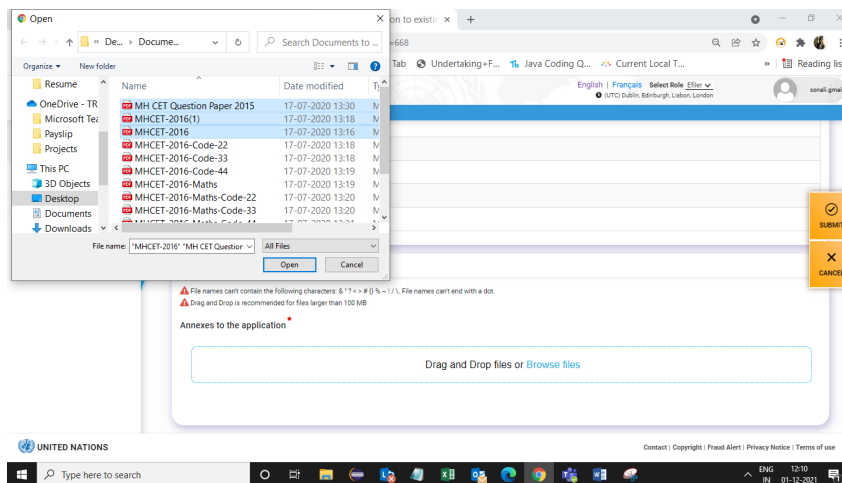 Open
on to existin
De... › Docume...
Search Documents to ...
=668
Organize
New folder
Tab
Undertaking+F...
Java Coding Q...
Current Local T...
»
Reading lis
Resume
OneDrive - TR
Microsoft Tea
Payslip
Projects
This PC
3D Objects
Desktop
Documents
Downloads
Name
Date modified
MH CET Question Paper 2015 17-07-2020 13:30 M
MHCET-2016(1) 17-07-2020 13:18 M
MHCET-2016 17-07-2020 13:16 M
MHCET-2016-Code-22 17-07-2020 13:18 M
MHCET-2016-Code-33 17-07-2020 13:18 M
MHCET-2016-Code-44 17-07-2020 13:19 M
MHCET-2016-Maths 17-07-2020 13:19 M
MHCET-2016-Maths-Code-22 17-07-2020 13:20 M
MHCET-2016-Maths-Code-33 17-07-2020 13:20 M
File name: "MHCET-2016" "MH CET Question
All Files
Open
Cancel
English | Français Select Role Efiler
(UTC) Dublin, Edinburgh, Lisbon, London
sonali.gmai
SUBMIT
CANCEL
File names can't contain the following characters: & " ? < > # {} % ~ | / \. File names can't end with a dot.
Drag and Drop is recommended for files larger than 100 MB
Annexes to the application*
Drag and Drop files or Browse files
UNITED NATIONS
Contact | Copyright | Fraud Alert | Privacy Notice | Terms of use
Type here to search
ENG 12:10
IN 01-12-2021